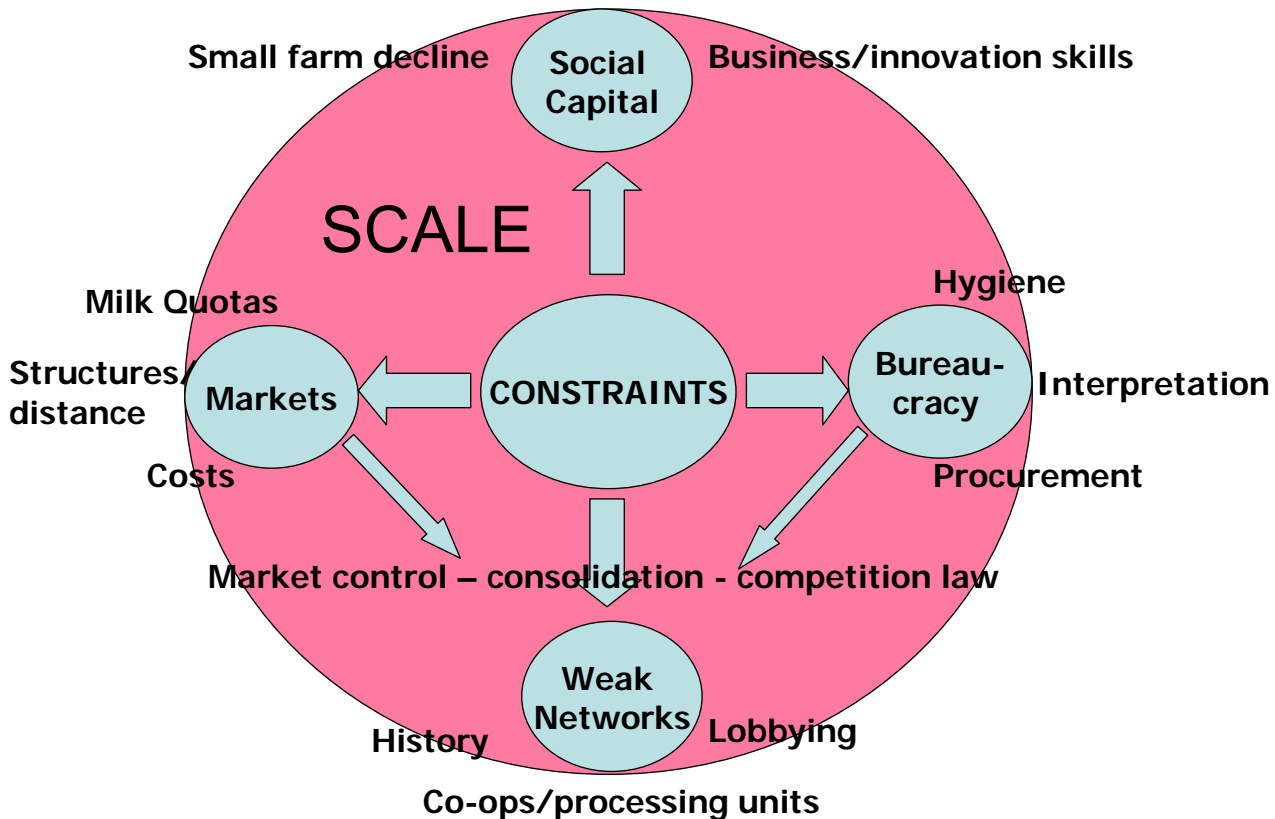 Small farm decline
Social
Capital
Business/innovation skills
SCALE
Milk Quotas
Hygiene
Structures/
distance
Markets
CONSTRAINTS
Bureau-
cracy
Interpretation
Costs
Procurement
Market control – consolidation - competition law
Weak
Networks
History
Lobbying
Co-ops/processing units